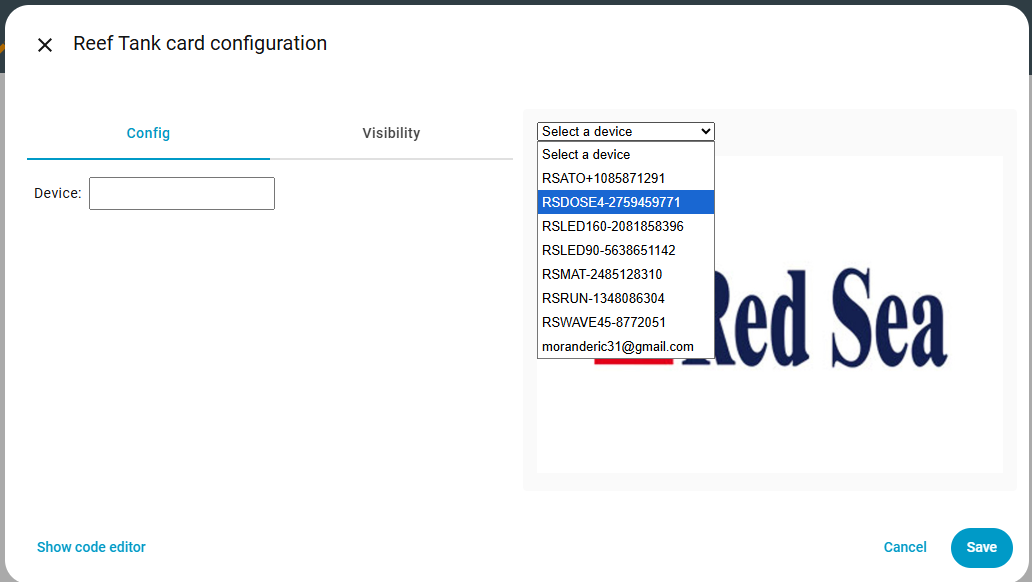 Reef Tank card configuration
Config
Visibility
Device:
Select a device
Select a device
RSATO+1085871291
RSDOSE4-2759459771
RSLED160-2081858396
RSLED90-5638651142
RSMAT-2485128310
RSRUN-1348086304
RSWAVE45-8772051
moranderic31@gmail.com
Red Sea
Show code editor
Cancel
Save